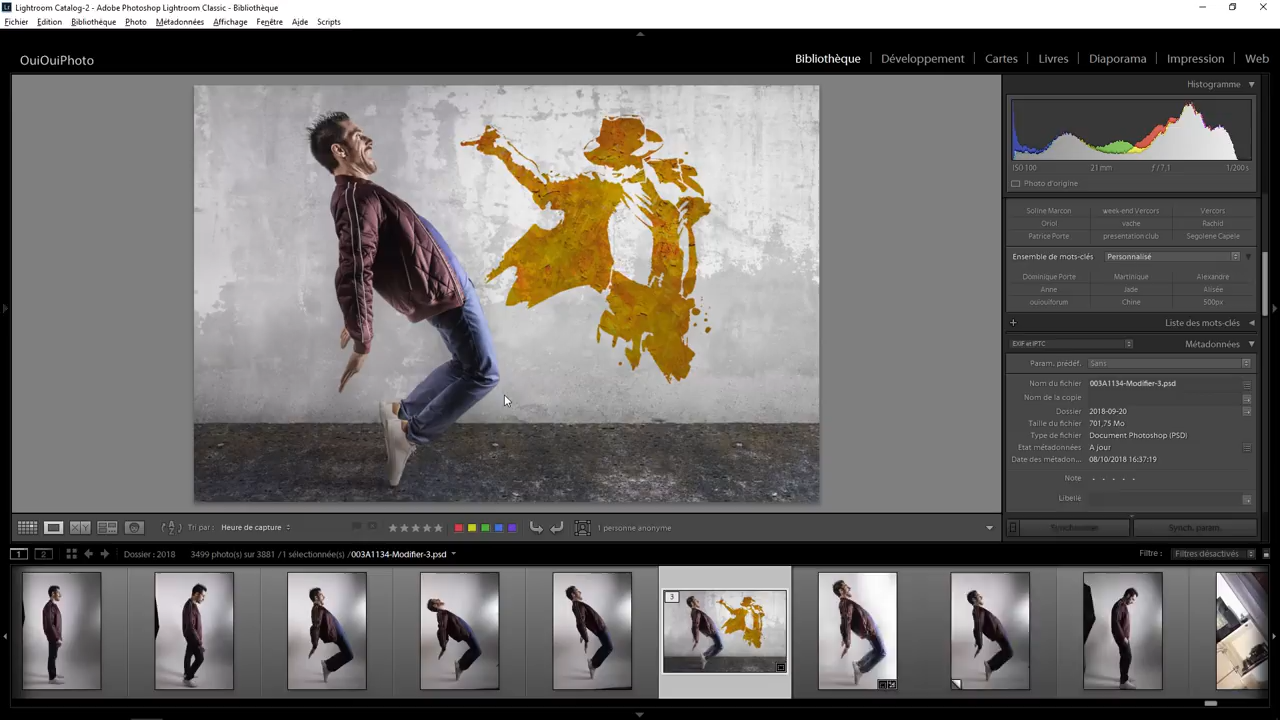 Lightroom Catalog-2 - Adobe Photoshop Lightroom Classic - Bibliothèque
Fichier Edition Bibliothèque Photo Métadonnées Affichage Fenêtre Aide Scripts
OuiOuiPhoto
Bibliothèque | Développement | Cartes | Livres | Diaporama | Impression | Web
Histogramme
ISO 100 21 mm ƒ / 7,1 1/200 s
Photo d'origine
Soline Marcon week-end Vercors Vercors
Oriol vache Rachid
Patrice Porte presentation club Segolene Capele
Ensemble de mots-clés Personnalisé
Dominique Porte Martinique Alexandre
Anne Jade Alisée
ouiouiforum Chine 500px
+ Liste des mots-clés
EXIF et IPTC Métadonnées
Param. prédéf. Sans
Nom du fichier 003A1134-Modifier-3.psd
Nom de la copie
Dossier 2018-09-20
Taille du fichier 701,75 Mo
Type de fichier Document Photoshop (PSD)
Etat métadonnées A jour
Date des métadon... 08/10/2018 16:37:19
Note
Libellé
Synchroniser Synch. param.
XY Tri par : Heure de capture 1 personne anonyme
1 2 Dossier : 2018 3499 photo(s) sur 3881 / 1 sélectionnée(s) / 003A1134-Modifier-3.psd Filtre : Filtres désactivés
3